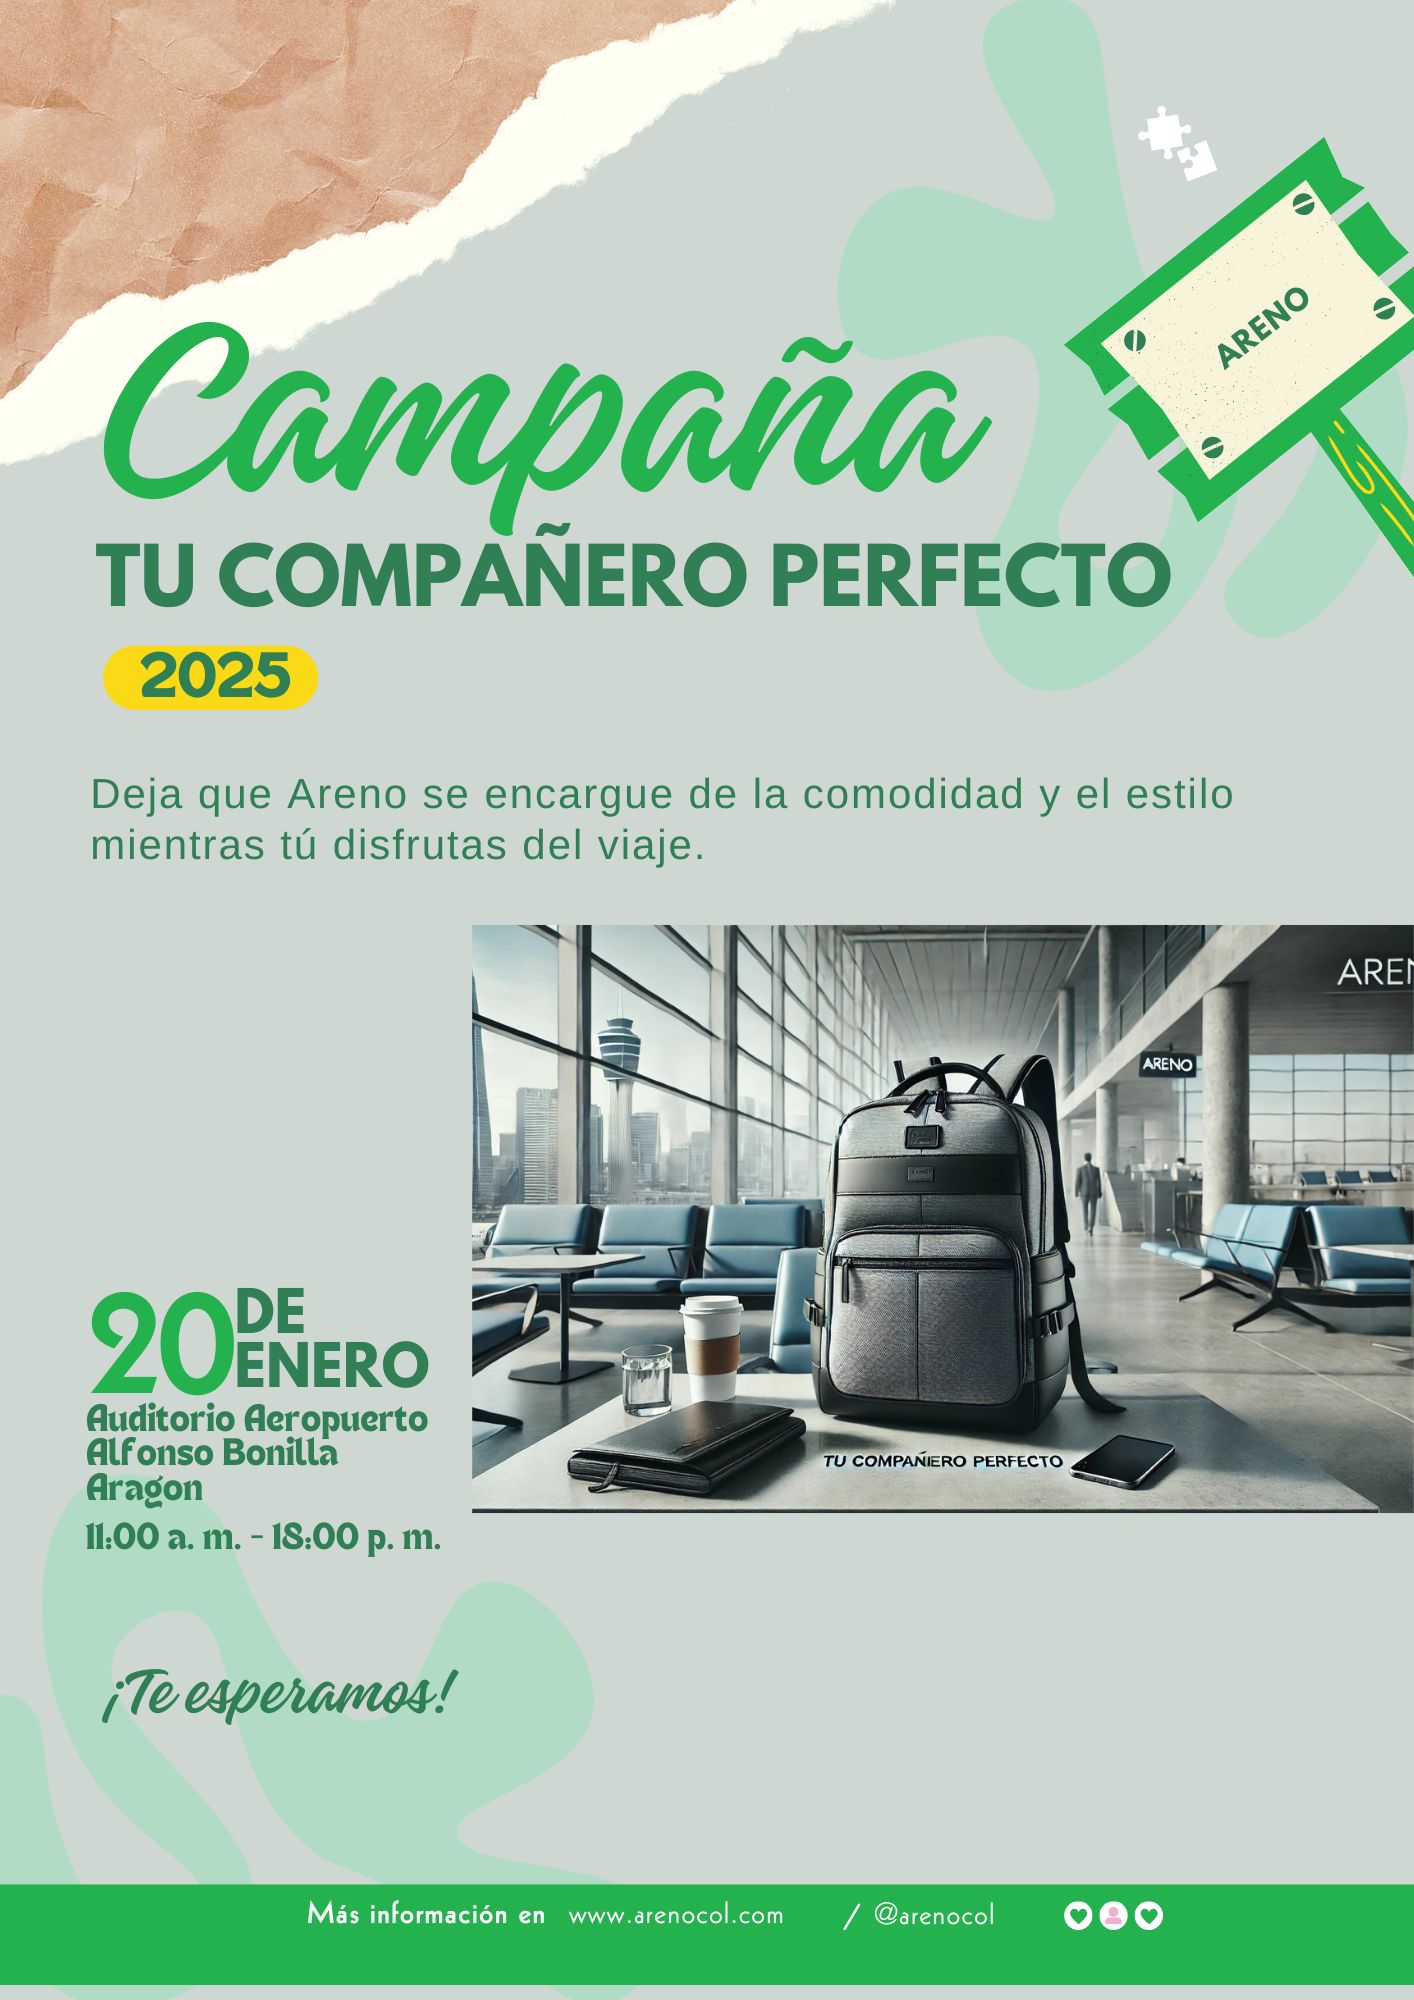 ARENO
Campaña
TU COMPAÑERO PERFECTO
2025
Deja que Areno se encargue de la comodidad y el estilo
mientras tú disfrutas del viaje.
AREN
ARENO
TU COMPAÑIERO PERFECTO
20 DE
ENERO
Auditorio Aeropuerto
Alfonso Bonilla
Aragon
11:00 a. m. - 18:00 p. m.
¡Te esperamos!
Más información en www.arenocol.com / @arenocol